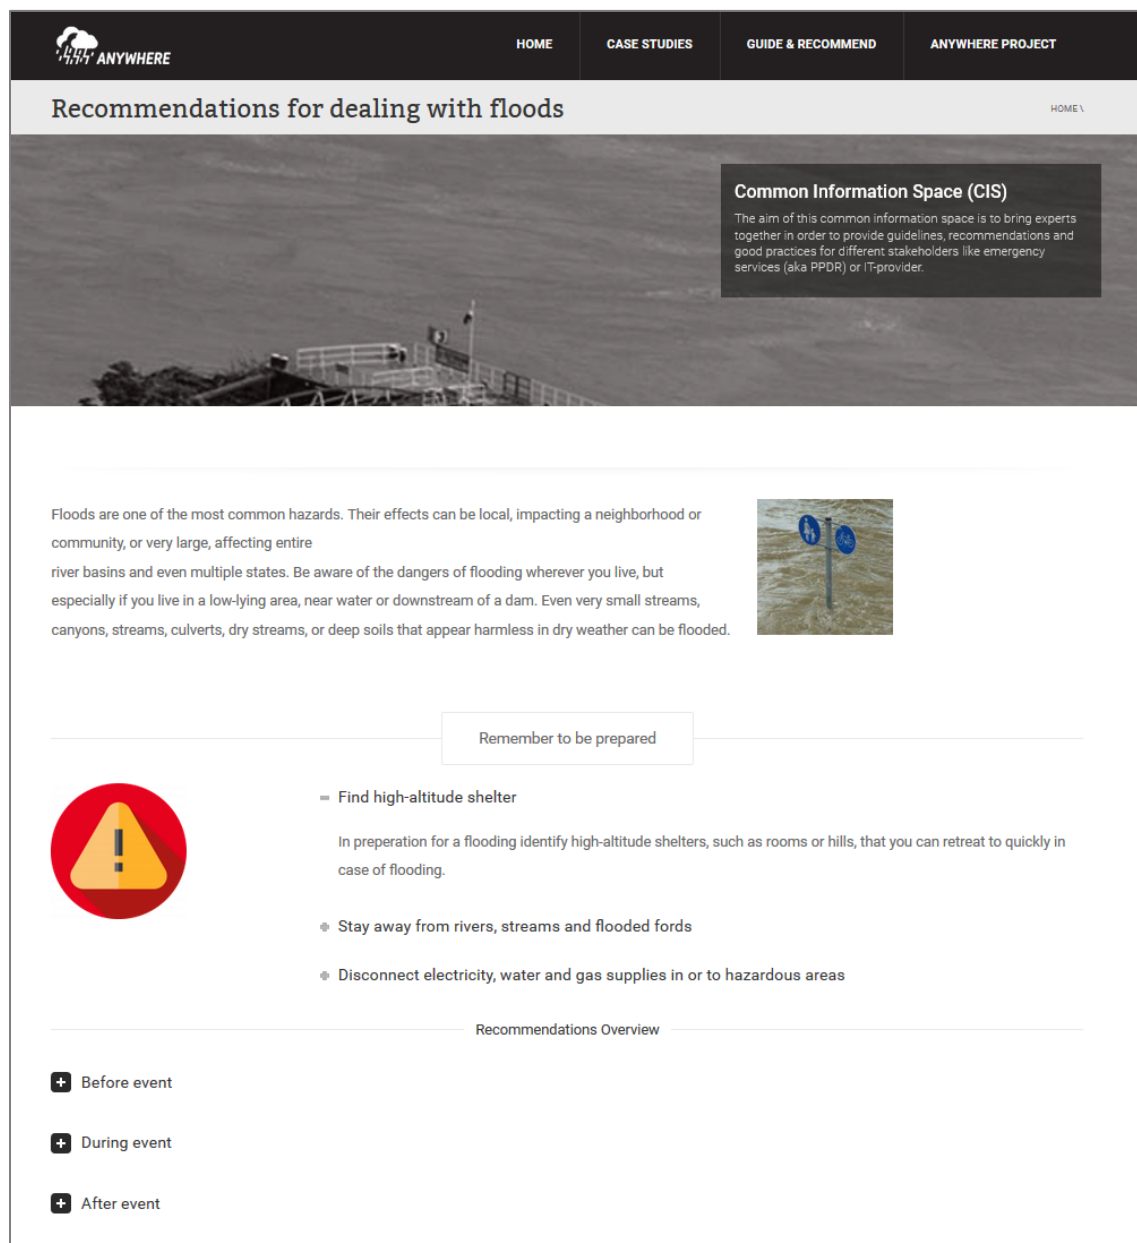 ANYWHERE
HOME
CASE STUDIES
GUIDE & RECOMMEND
ANYWHERE PROJECT
Recommendations for dealing with floods
HOME \
Common Information Space (CIS)
The aim of this common information space is to bring experts
together in order to provide guidelines, recommendations and
good practices for different stakeholders like emergency
services (aka PPDR) or IT-provider.
Floods are one of the most common hazards. Their effects can be local, impacting a neighborhood or
community, or very large, affecting entire
river basins and even multiple states. Be aware of the dangers of flooding wherever you live, but
especially if you live in a low-lying area, near water or downstream of a dam. Even very small streams,
canyons, streams, culverts, dry streams, or deep soils that appear harmless in dry weather can be flooded.
Remember to be prepared
Find high-altitude shelter
In preperation for a flooding identify high-altitude shelters, such as rooms or hills, that you can retreat to quickly in
case of flooding.
Stay away from rivers, streams and flooded fords
Disconnect electricity, water and gas supplies in or to hazardous areas
Recommendations Overview
Before event
During event
After event